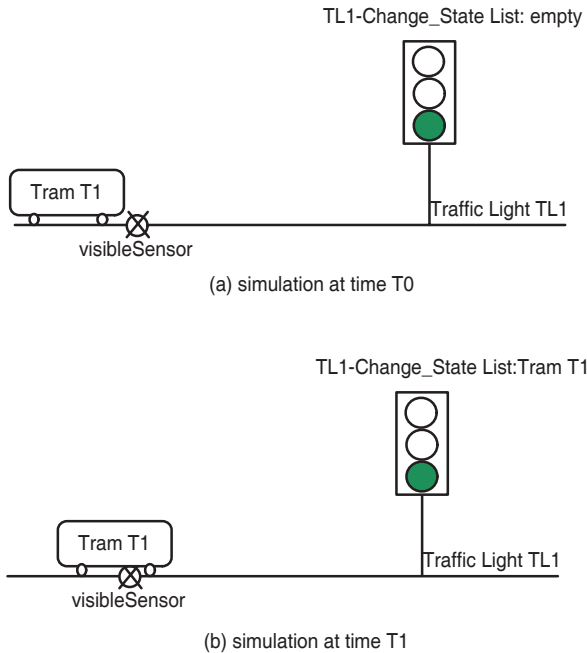 TL1-Change_State List: empty
Tram T1
Traffic Light TL1
visibleSensor
(a) simulation at time T0
TL1-Change_State List:Tram T1
Tram T1
Traffic Light TL1
visibleSensor
(b) simulation at time T1